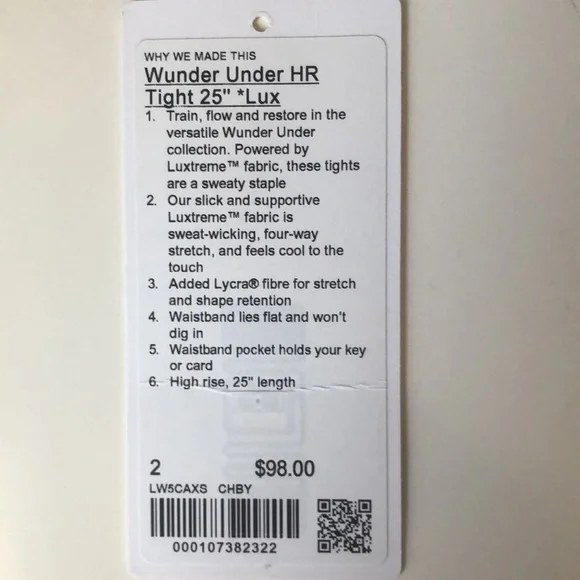 WHY WE MADE THIS
Wunder Under HR
Tight 25" *Lux
1. Train, flow and restore in the
versatile Wunder Under
collection. Powered by
Luxtreme™ fabric, these tights
are a sweaty staple
2. Our slick and supportive
Luxtreme™ fabric is
sweat-wicking, four-way
stretch, and feels cool to the
touch
3. Added Lycra® fibre for stretch
and shape retention
4. Waistband lies flat and won't
dig in
5. Waistband pocket holds your key
or card
6. High rise, 25" length
2 $98.00
LW5CAXS CHBY
000107382322